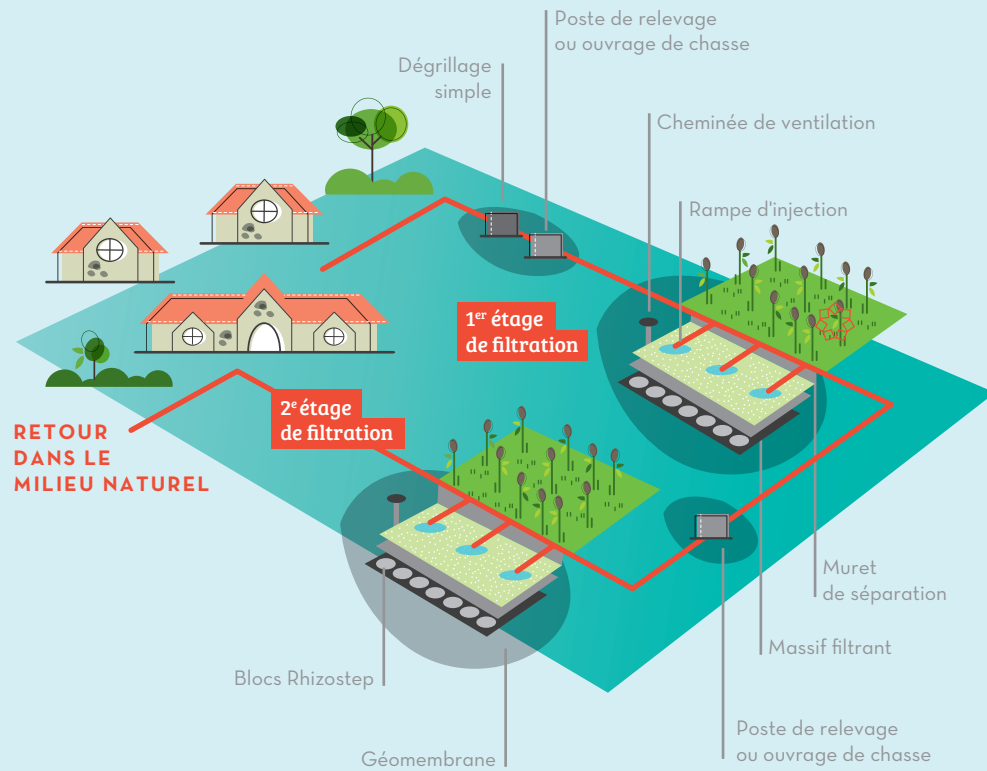 Poste de relevage
ou ouvrage de chasse
Dégrillage
simple
Cheminée de ventilation
Rampe d'injection
1er étage
de filtration
2e étage
de filtration
RETOUR
DANS LE
MILIEU NATUREL
Muret
de séparation
Massif filtrant
Blocs Rhizostep
Poste de relevage
ou ouvrage de chasse
Géomembrane